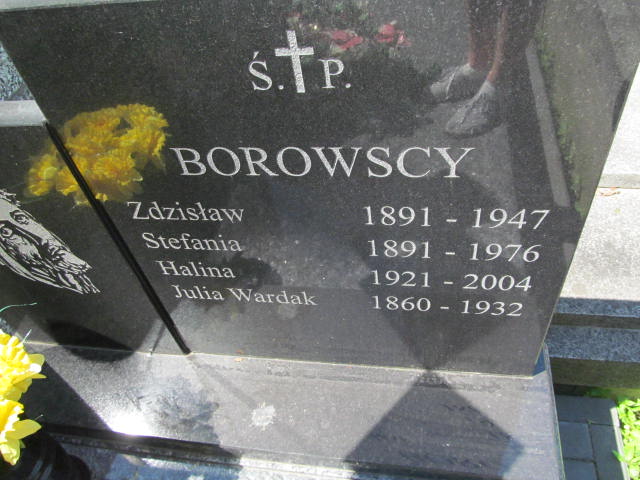 Ś. P.
BOROWSCY
Zdzisław 1891 - 1947
Stefania 1891 - 1976
Halina 1921 - 2004
Julia Wardak 1860 - 1932